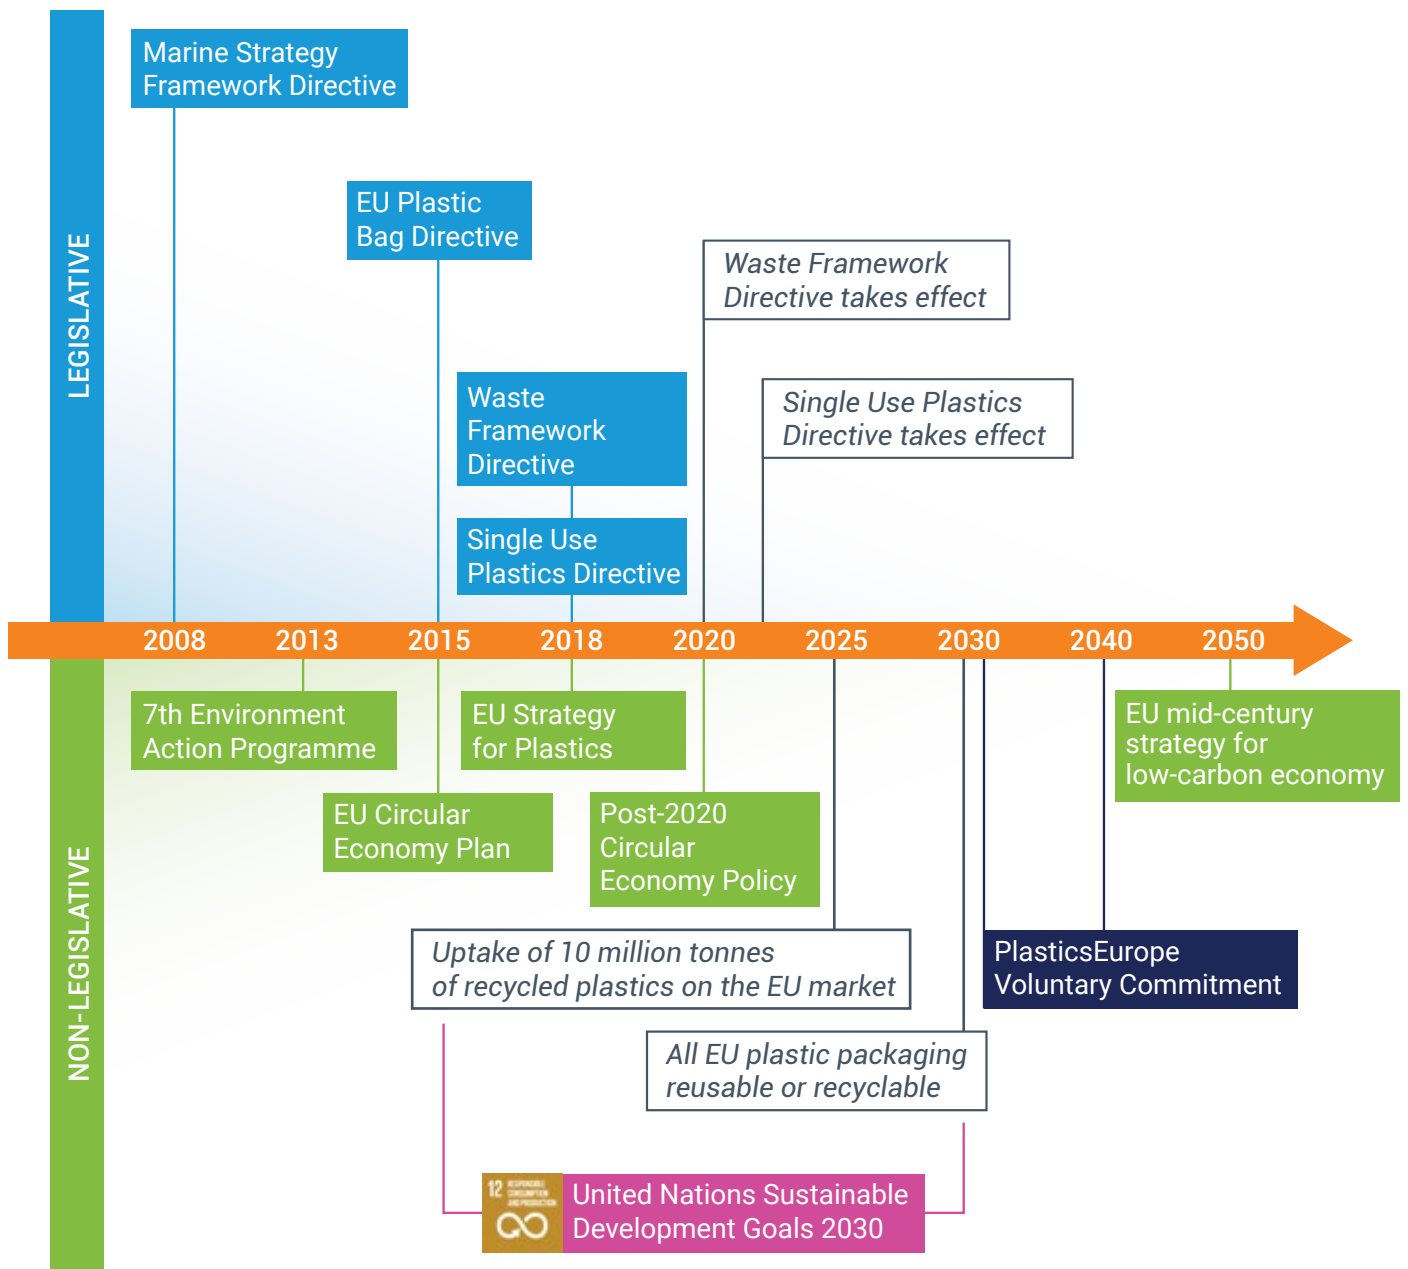 Marine Strategy
Framework Directive
EU Plastic
Bag Directive
Waste Framework
Directive takes effect
Waste
Framework
Directive
Single Use Plastics
Directive takes effect
Single Use
Plastics Directive
LEGISLATIVE
2008 2013 2015 2018 2020 2025 2030 2040 2050
NON-LEGISLATIVE
7th Environment
Action Programme
EU Strategy
for Plastics
EU mid-century
strategy for
low-carbon economy
EU Circular
Economy Plan
Post-2020
Circular
Economy Policy
Uptake of 10 million tonnes
of recycled plastics on the EU market
PlasticsEurope
Voluntary Commitment
All EU plastic packaging
reusable or recyclable
12 RESPONSIBLE
CONSUMPTION
AND PRODUCTION
United Nations Sustainable
Development Goals 2030